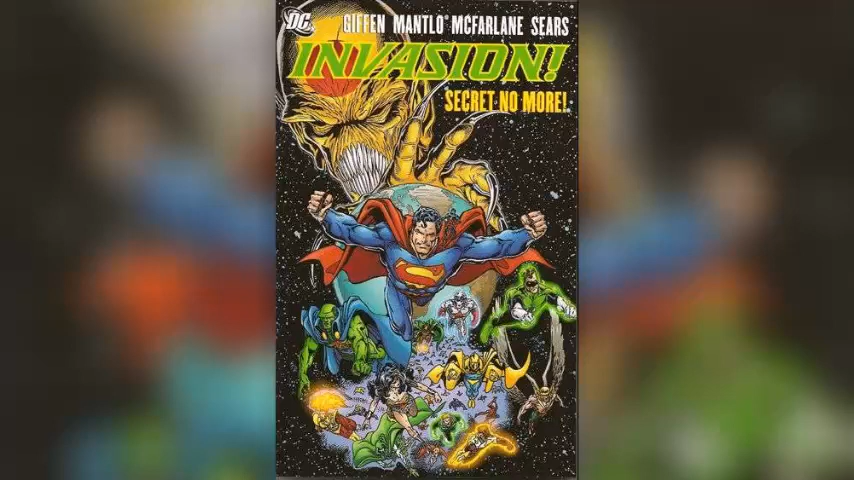 DC
GIFFEN MANTLO McFARLANE SEARS
INVASION!
SECRET NO MORE!